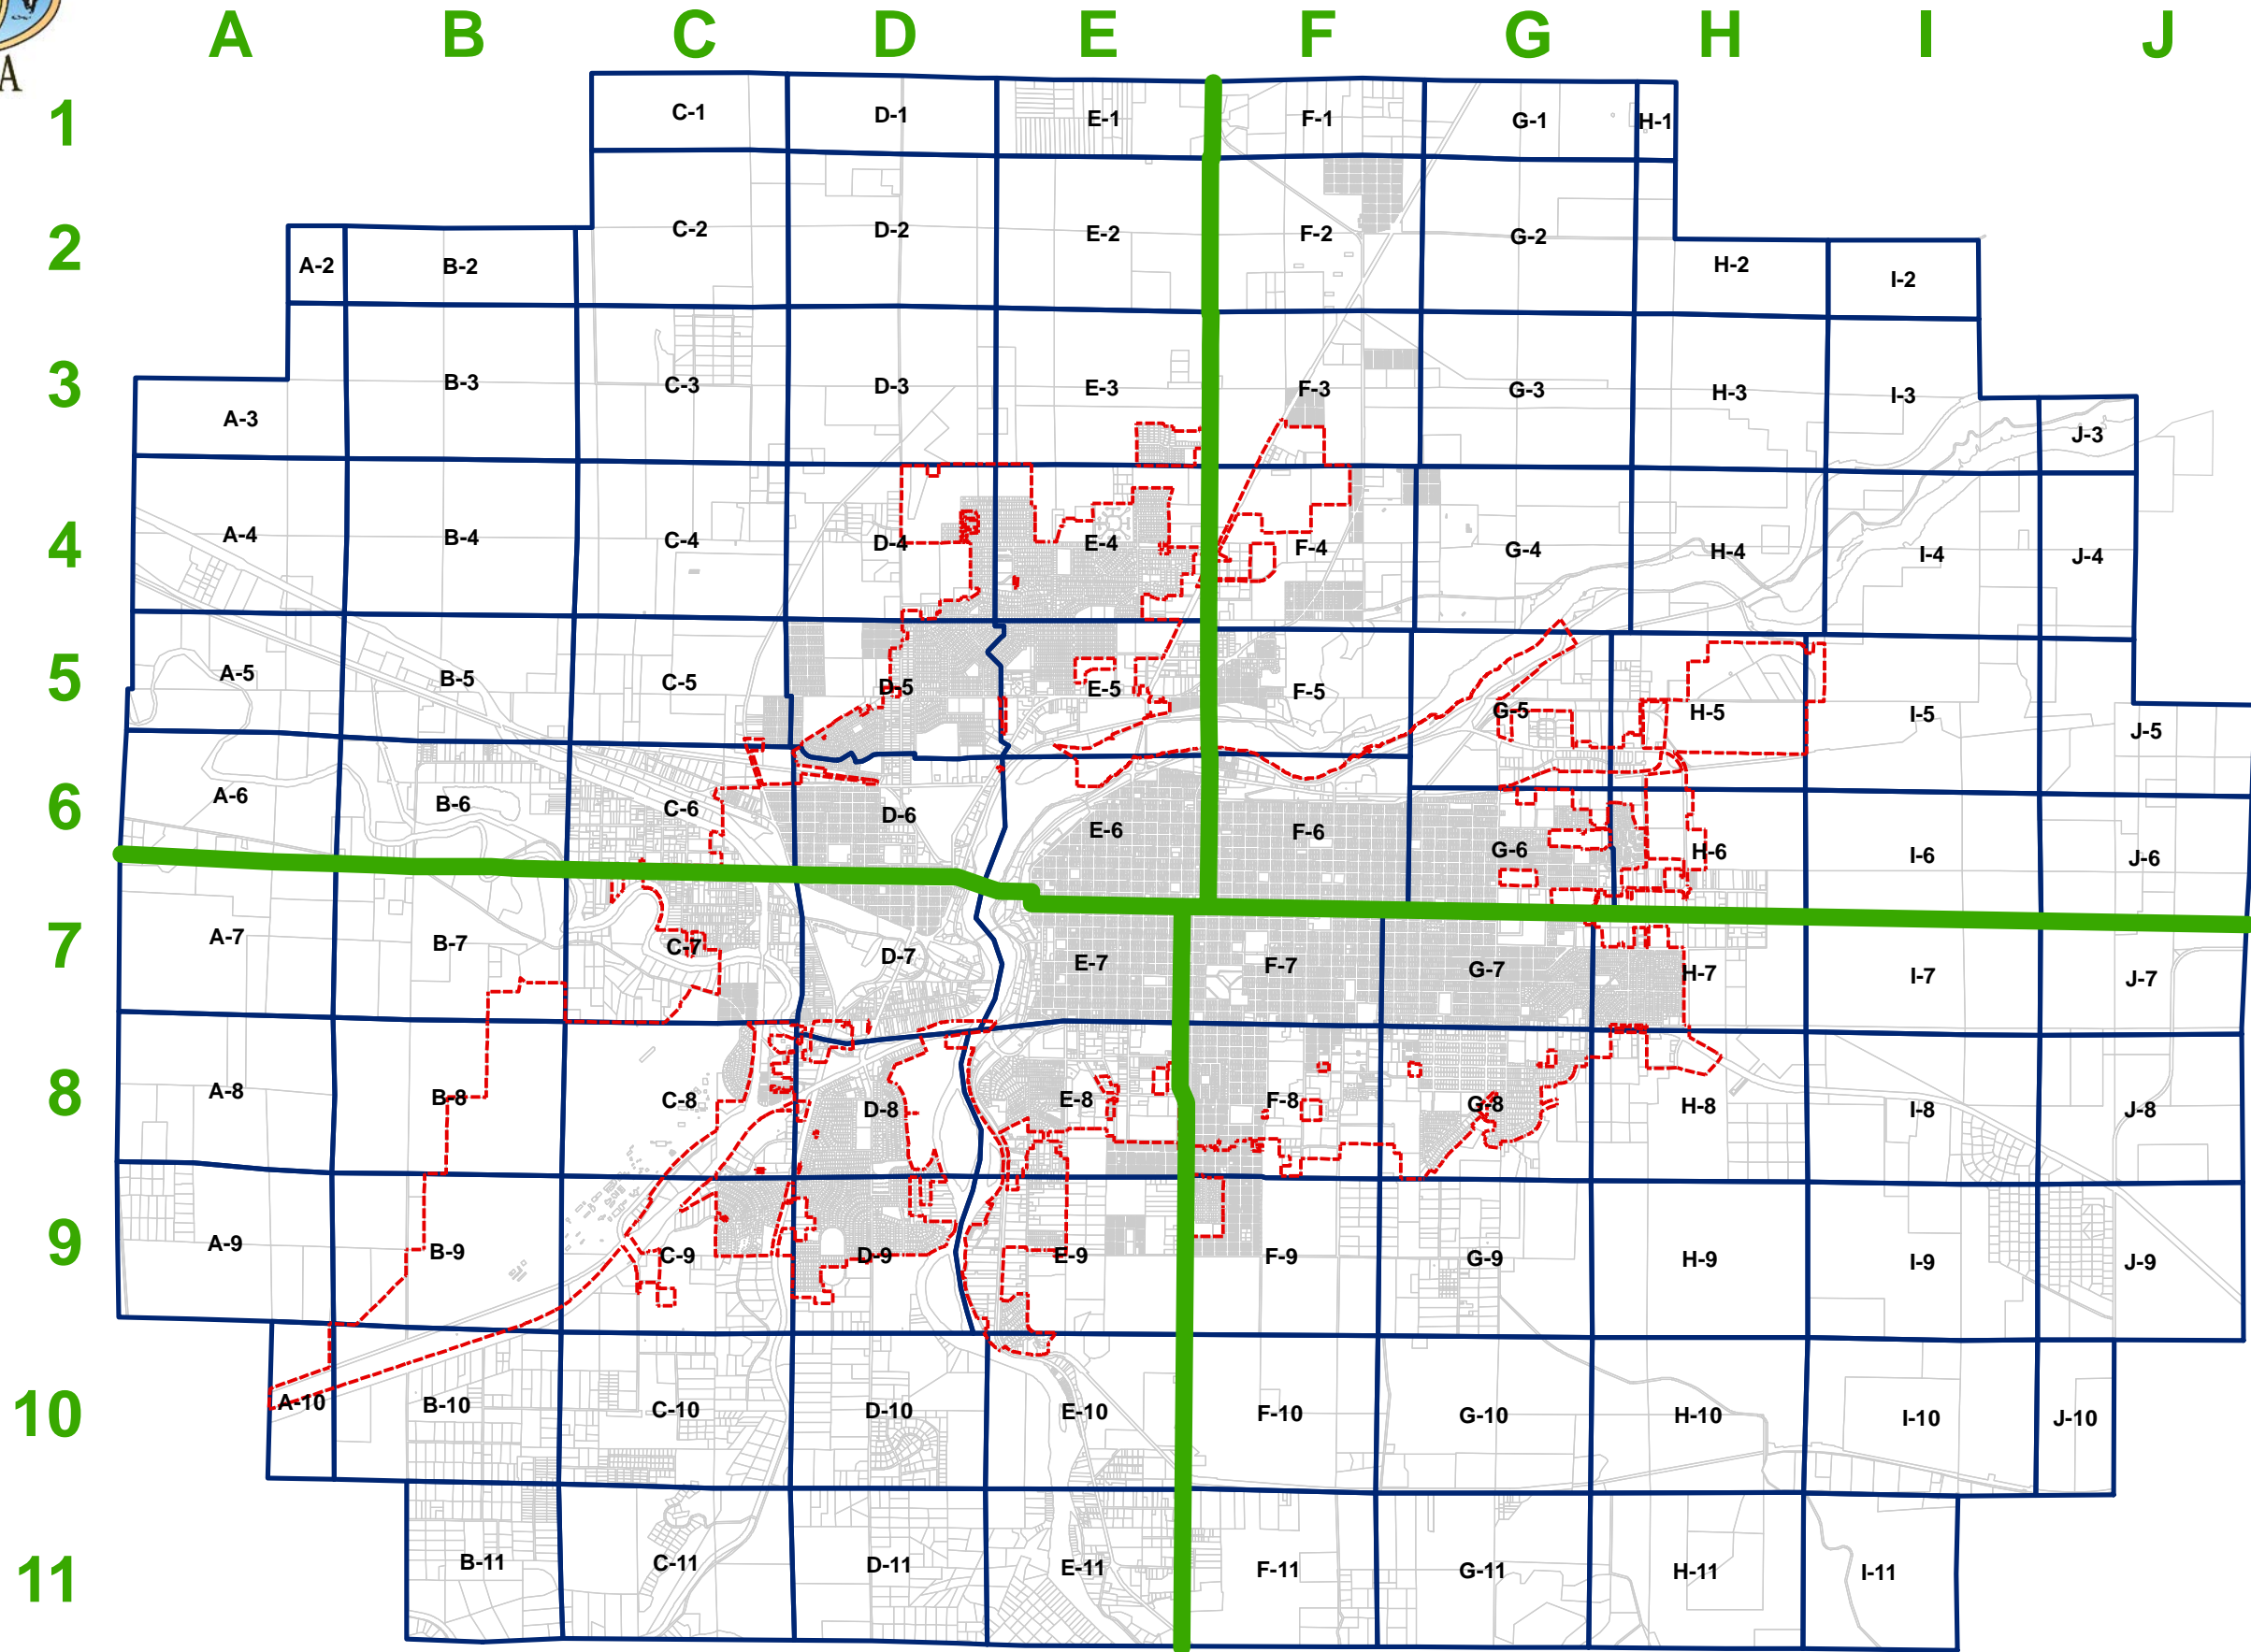 A B C D E F G H I J
A
1 C-1 D-1 E-1 F-1 G-1 H-1
2 A-2 B-2 C-2 D-2 E-2 F-2 G-2 H-2 I-2
3 A-3 B-3 C-3 D-3 E-3 F-3 G-3 H-3 I-3 J-3
4 A-4 B-4 C-4 D-4 E-4 F-4 G-4 H-4 I-4 J-4
5 A-5 B-5 C-5 D-5 E-5 F-5 G-5 H-5 I-5 J-5
6 A-6 B-6 C-6 D-6 E-6 F-6 G-6 H-6 I-6 J-6
7 A-7 B-7 C-7 D-7 E-7 F-7 G-7 H-7 I-7 J-7
8 A-8 B-8 C-8 D-8 E-8 F-8 G-8 H-8 I-8 J-8
9 A-9 B-9 C-9 D-9 E-9 F-9 G-9 H-9 I-9 J-9
10 A-10 B-10 C-10 D-10 E-10 F-10 G-10 H-10 I-10 J-10
11 B-11 C-11 D-11 E-11 F-11 G-11 H-11 I-11